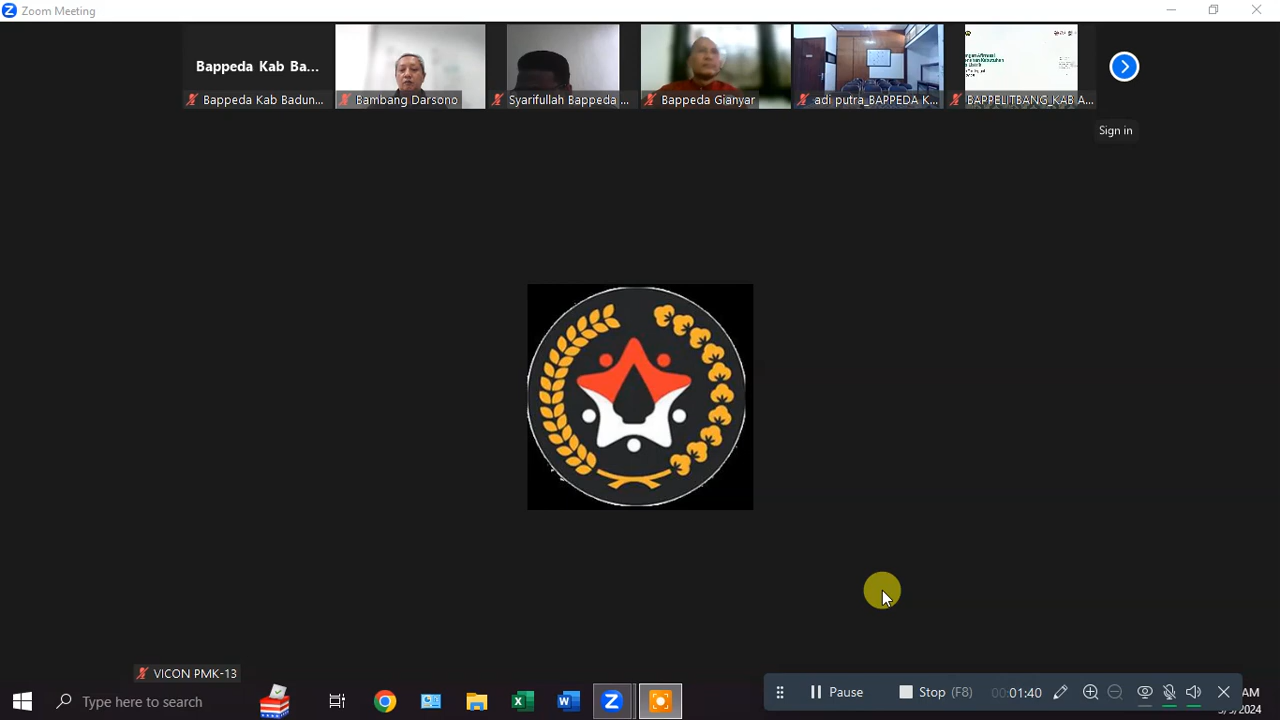 Zoom Meeting
Bappeda Kab Ba...
Bappeda Kab Badun...
Bambang Darsono
Syarifullah Bappeda ...
Bappeda Gianyar
adi putra_BAPPEDA K...
BAPPELITBANG_KAB A...
Sign in
VICON PMK-13
Type here to search
Pause
Stop (F8)
00:01:40
AM